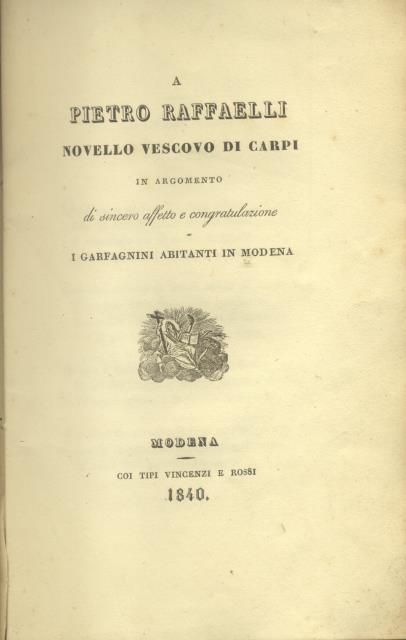 A
PIETRO RAFFAELLI
NOVELLO VESCOVO DI CARPI
IN ARGOMENTO
di sincero affetto e congratulazione
I GARFAGNINI ABITANTI IN MODENA
MODENA
COI TIPI VINCENZI E ROSSI
1840.